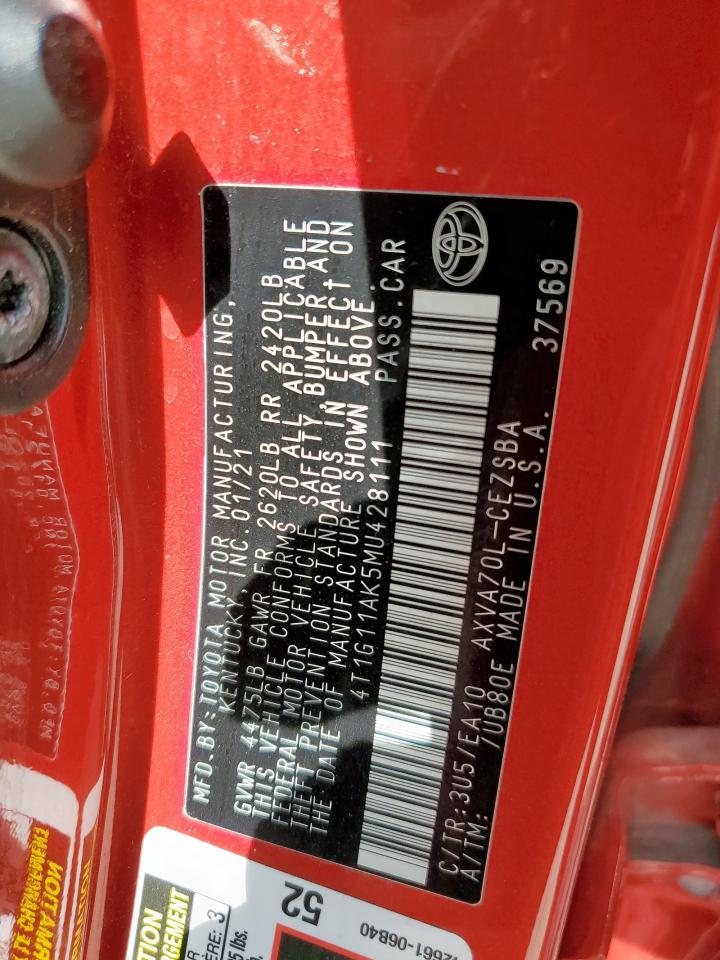 MFD. BY: TOYOTA MOTOR MANUFACTURING,
KENTUCKY, INC. 01/21
GVWR 4475LB GAWR FR 2620LB RR 2420LB
THIS VEHICLE CONFORMS TO ALL APPLICABLE
FEDERAL MOTOR VEHICLE SAFETY, BUMPER, AND
THEFT PREVENTION STANDARDS IN EFFECT ON
THE DATE OF MANUFACTURE SHOWN ABOVE.
4T1G11AK5MU428111 PASS.CAR
C/TR: 3U5 /EA10 AXVA70L-CEZSBA
A/TM: /UB80E MADE IN U.S.A. 37569
52
06B40